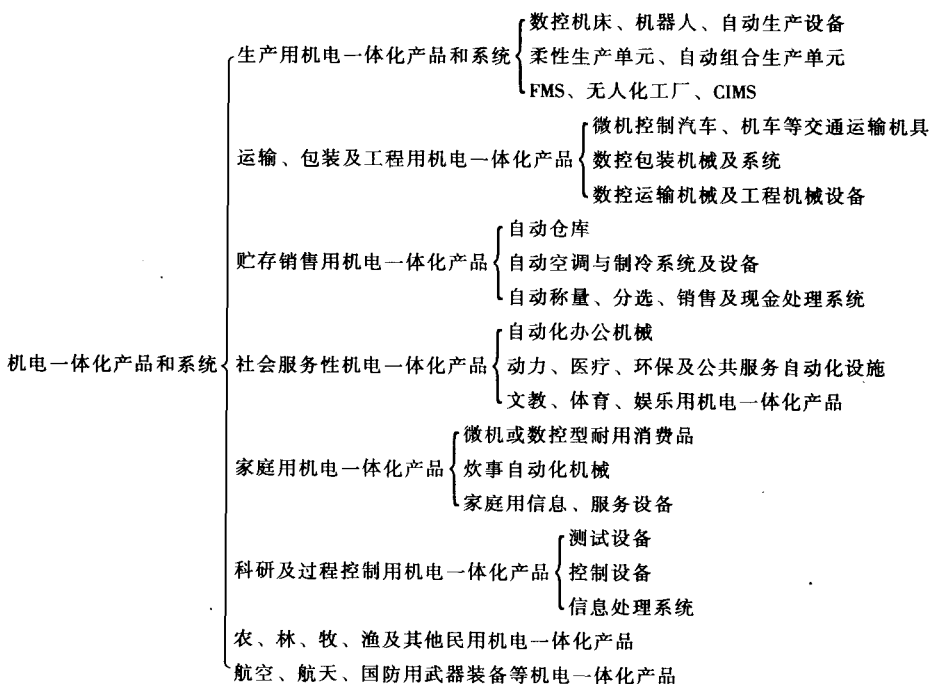 数控机床、机器人、自动生产设备
生产用机电一体化产品和系统
柔性生产单元、自动组合生产单元
FMS、无人化工厂、CIMS
微机控制汽车、机车等交通运输机具
运输、包装及工程用机电一体化产品
数控包装机械及系统
数控运输机械及工程机械设备
自动仓库
贮存销售用机电一体化产品
自动空调与制冷系统及设备
自动称量、分选、销售及现金处理系统
自动化办公机械
机电一体化产品和系统
社会服务性机电一体化产品
动力、医疗、环保及公共服务自动化设施
文教、体育、娱乐用机电一体化产品
微机或数控型耐用消费品
家庭用机电一体化产品
炊事自动化机械
家庭用信息、服务设备
测试设备
科研及过程控制用机电一体化产品
控制设备
信息处理系统
农、林、牧、渔及其他民用机电一体化产品
航空、航天、国防用武器装备等机电一体化产品